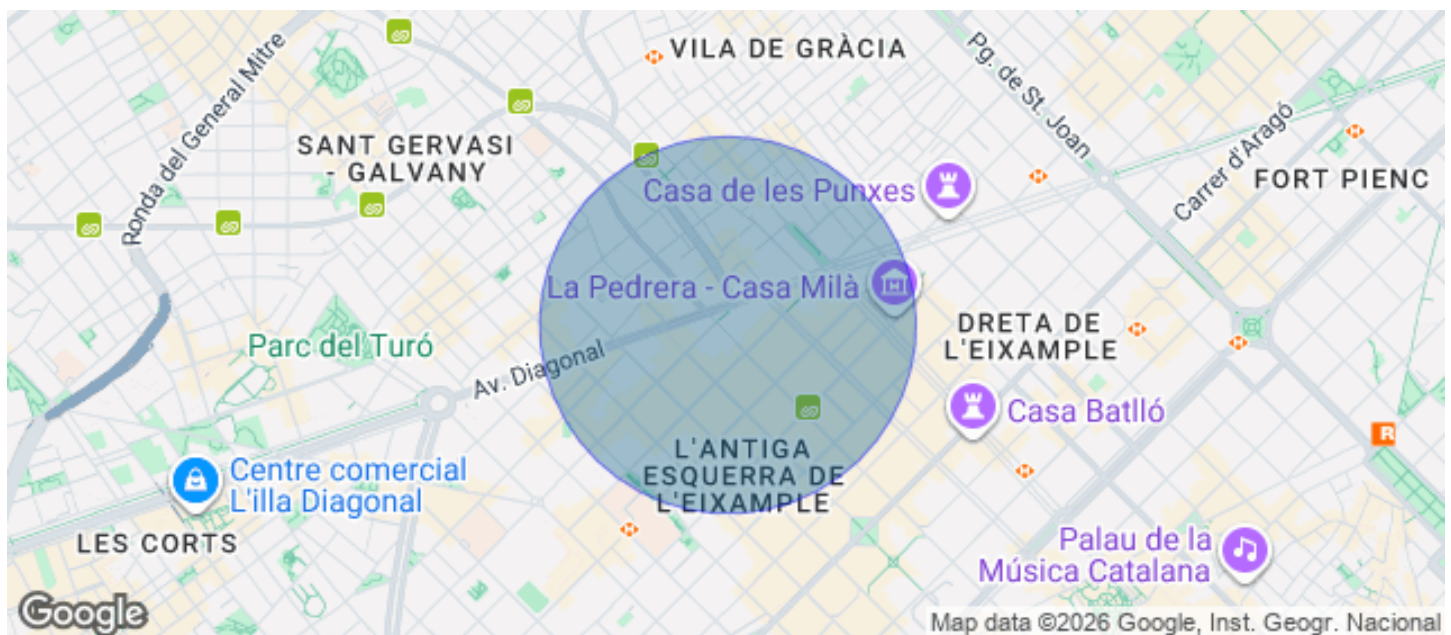 VILA DE GRÀCIA
Pg. de St. Joan
Ronda del General Mitre
SANT GERVASI
- GALVANY
Carrer d'Aragó
FORT PIENC
Casa de les Punxes
La Pedrera - Casa Milà
DRETA DE
L'EIXAMPLE
Parc del Turó
Av. Diagonal
Casa Batlló
L'ANTIGA
ESQUERRA DE
L'EIXAMPLE
R
Centre comercial
L'illa Diagonal
LES CORTS
Palau de la
Música Catalana
Google
Map data ©2026 Google, Inst. Geogr. Nacional